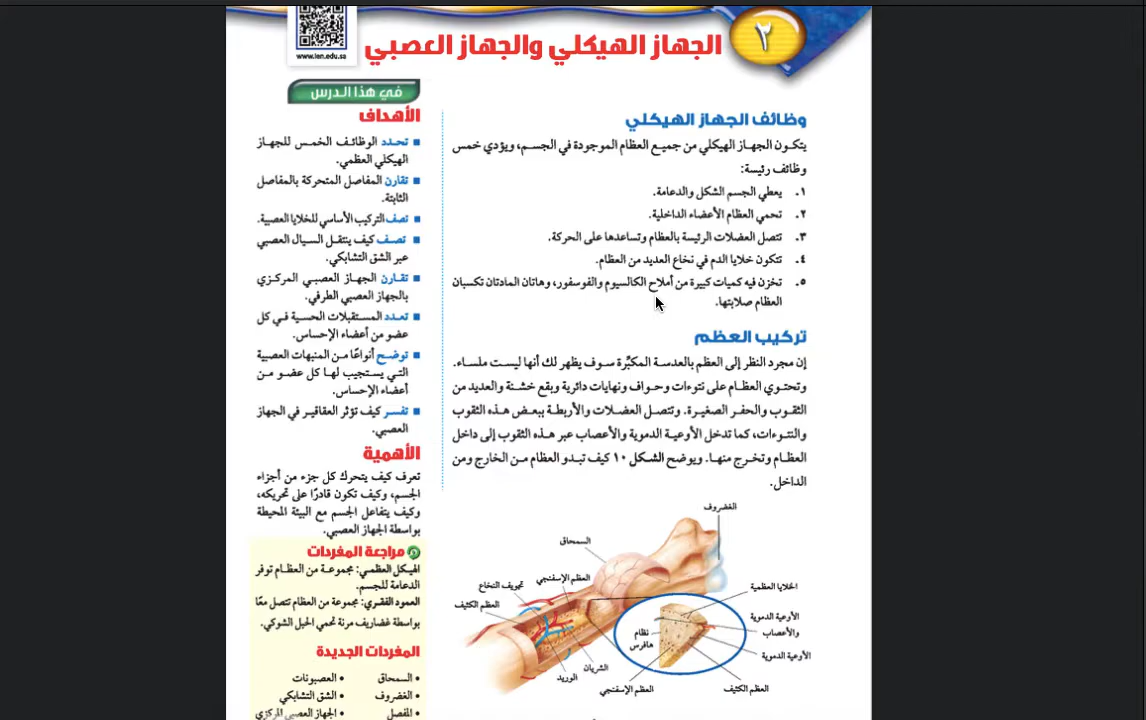 ٢
الجهاز الهيكلي والجهاز العصبي
www.ien.edu.sa
وظائف الجهاز الهيكلي
يتكون الجهاز الهيكلي من جميع العظام الموجودة في الجسم، ويؤدي خمس
وظائف رئيسة:
١. يعطي الجسم الشكل والدعامة.
٢. تحمي العظام الأعضاء الداخلية.
٣. تتصل العضلات الرئيسة بالعظام وتساعدها على الحركة.
٤. تتكون خلايا الدم في نخاع العديد من العظام.
٥. تخزن فيه كميات كبيرة من أملاح الكالسيوم والفوسفور، وهاتان المادتان تكسبان
العظام صلابتها.
تركيب العظم
إن مجرد النظر إلى العظم بالعدسة المكبّرة سوف يظهر لك أنها ليست ملساء.
وتحتوي العظام على نتوءات وحواف ونهايات دائرية وبقع خشنة والعديد من
الثقوب والحفر الصغيرة. وتتصل العضلات والأربطة ببعض هذه الثقوب
والنتوءات، كما تدخل الأوعية الدموية والأعصاب عبر هذه الثقوب إلى داخل
العظام وتخرج منها. ويوضح الشكل ١٠ كيف تبدو العظام من الخارج ومن
الداخل.
الغضروف
السمحاق
العظم الإسفنجي
تجويف النخاع
العظم الكثيف
الخلايا العظمية
الأوعية الدموية
والأعصاب
نظام
هافرس
الأوعية الدموية
الشريان
الوريد
العظم الإسفنجي
العظم الكثيف
في هذا الدرس
الأهداف
تحدد الوظائف الخمس للجهاز
الهيكلي العظمي.
تقارن المفاصل المتحركة بالمفاصل
الثابتة.
تصف التركيب الأساسي للخلايا العصبية.
تصف كيف ينتقل السيال العصبي
عبر الشق التشابكي.
تقارن الجهاز العصبي المركزي
بالجهاز العصبي الطرفي.
تعدد المستقبلات الحسية في كل
عضو من أعضاء الإحساس.
توضح أنواعًا من المنبهات العصبية
التي يستجيب لها كل عضو من
أعضاء الإحساس.
تفسر كيف تؤثر العقاقير في الجهاز
العصبي.
الأهمية
تعرف كيف يتحرك كل جزء من أجزاء
الجسم، وكيف تكون قادرًا على تحريكه،
وكيف يتفاعل الجسم مع البيئة المحيطة
بواسطة الجهاز العصبي.
مراجعة المفردات
الهيكل العظمي: مجموعة من العظام توفر
الدعامة للجسم.
العمود الفقري: مجموعة من العظام تتصل معًا
بواسطة غضاريف مرنة تحمي الحبل الشوكي.
المفردات الجديدة
• السمحاق • العصبونات
• الغضروف • الشق التشابكي
• المفصل • الجهاز العصبي المركزي